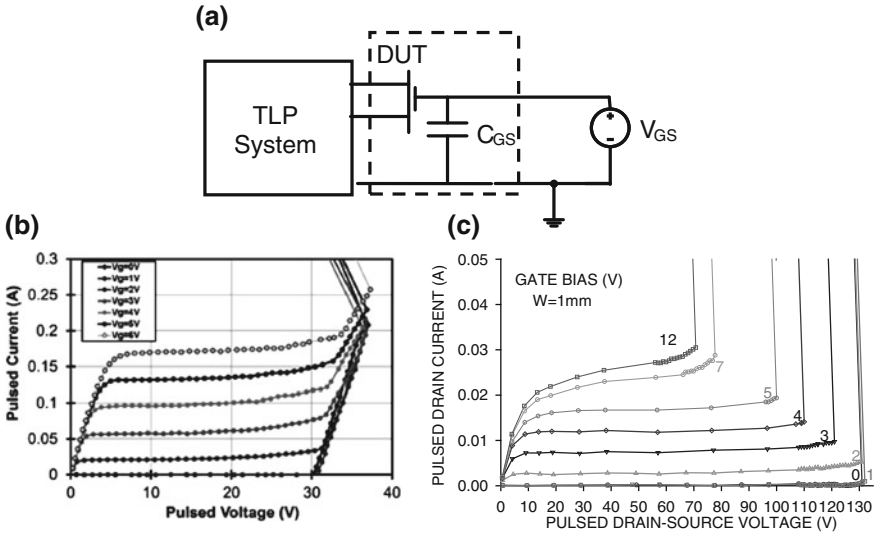 (a)
DUT
TLP
System
C_GS
V_GS
+
-
(b)
Pulsed Current (A)
0.3
0.25
0.2
0.15
0.1
0.05
0
0 10 20 30 40
Pulsed Voltage (V)
Vg=0V
Vg=1V
Vg=2V
Vg=3V
Vg=4V
Vg=5V
Vg=6V
(c)
PULSED DRAIN CURRENT (A)
0.05
0.04
0.03
0.02
0.01
0.00
GATE BIAS (V)
W=1mm
12
7
5
4
3
2
0
1
0 10 20 30 40 50 60 70 80 90 100 110 120 130
PULSED DRAIN-SOURCE VOLTAGE (V)